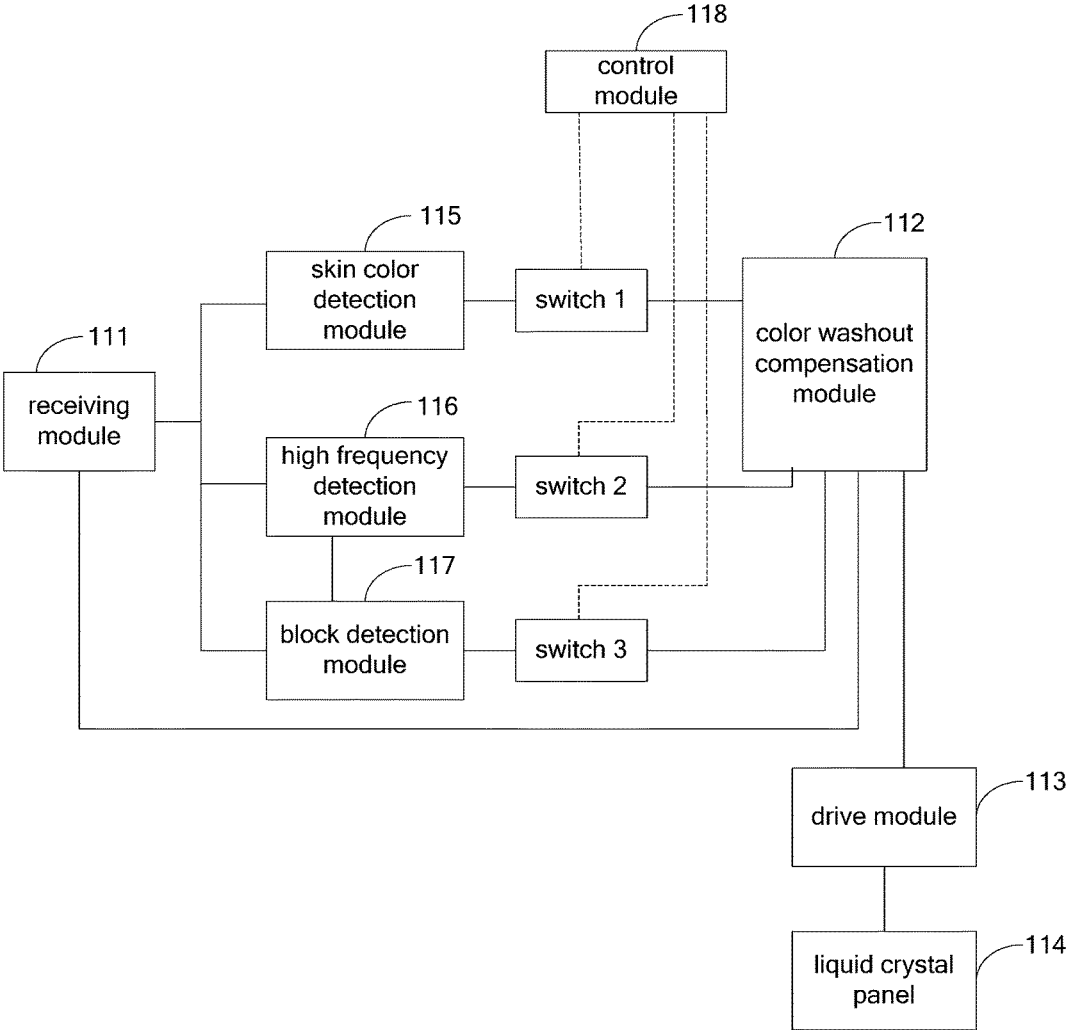 118
control
module
115
skin color
detection
module
switch 1
112
color washout
compensation
module
111
receiving
module
116
high frequency
detection
module
switch 2
117
block detection
module
switch 3
drive module
113
liquid crystal
panel
114